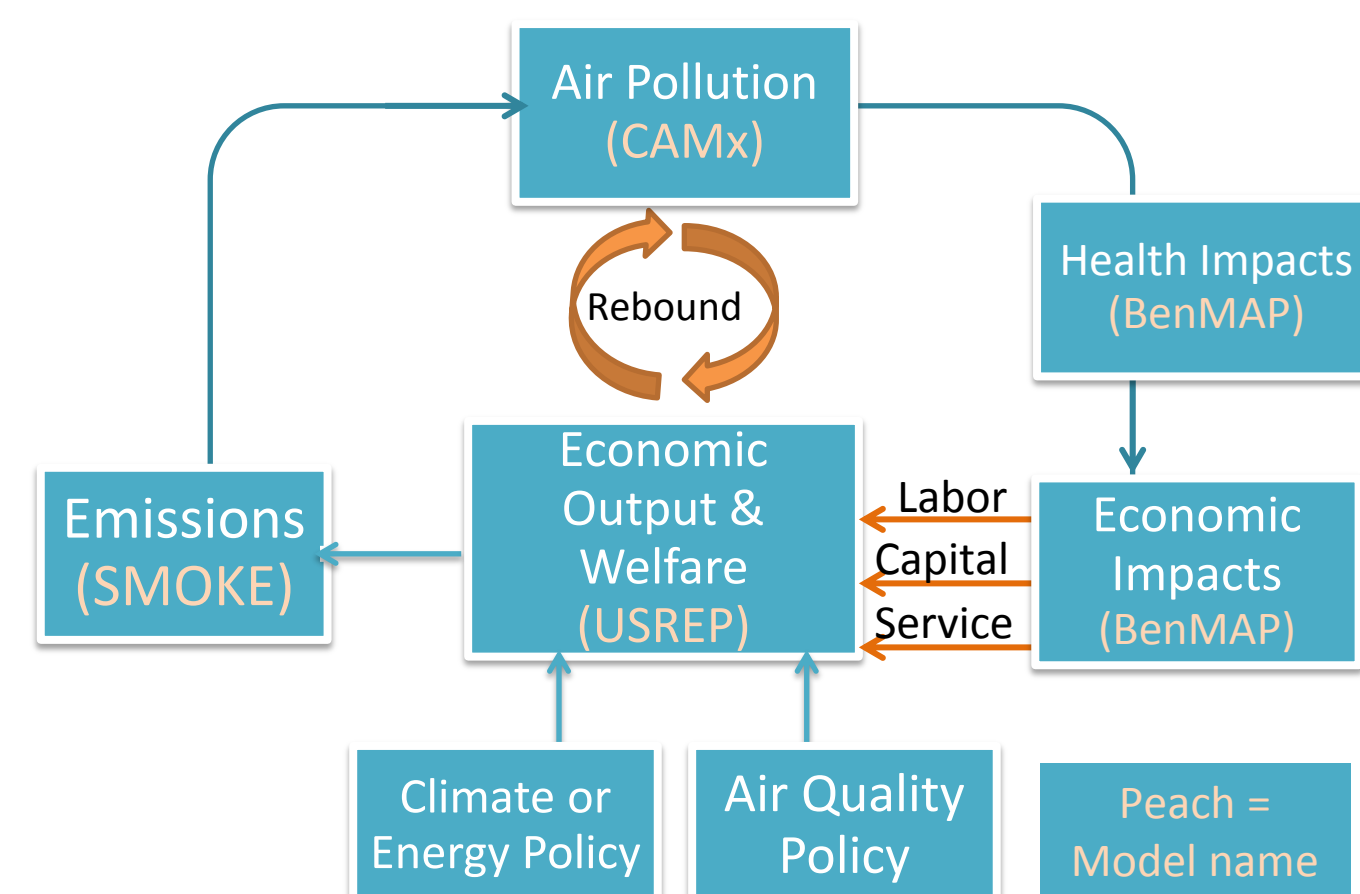 Air Pollution
(CAMx)
Health Impacts
(BenMAP)
Rebound
Economic
Output &
Welfare
(USREP)
Emissions
(SMOKE)
Labor
Capital
Service
Economic
Impacts
(BenMAP)
Climate or
Energy Policy
Air Quality
Policy
Peach =
Model name